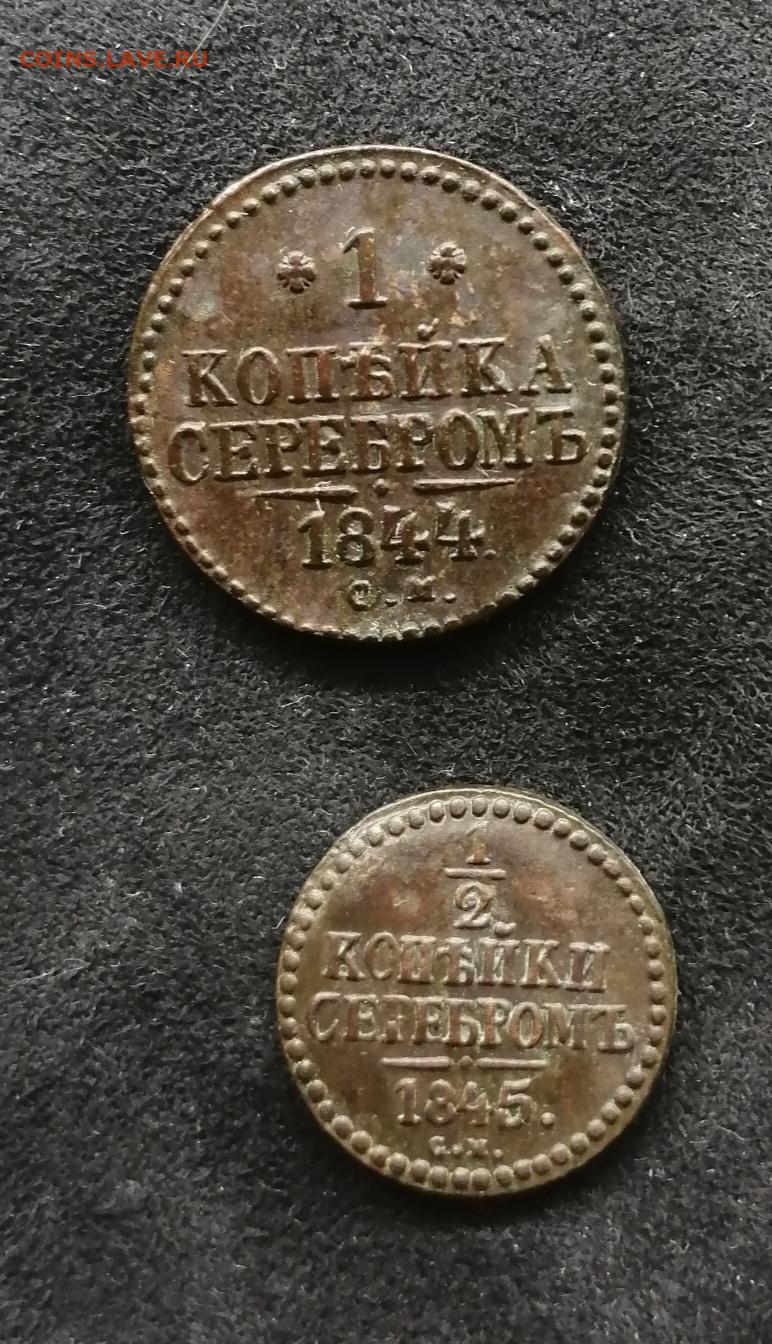 COINS.LAVE.RU
* 1 *
КОПѢЙКА
СЕРЕБРОМЪ
1844.
С.М.
1
2
КОПѢЙКИ
СЕРЕБРОМЪ
1845.
С.М.